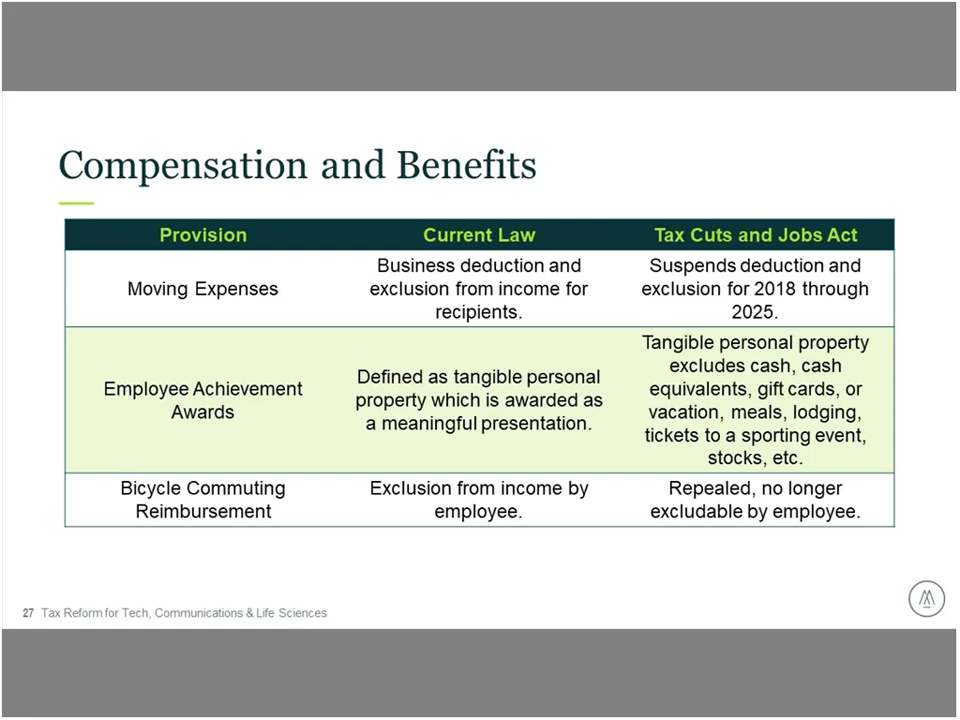 Compensation and Benefits
Provision
Current Law
Tax Cuts and Jobs Act
Moving Expenses
Business deduction and
exclusion from income for
recipients.
Suspends deduction and
exclusion for 2018 through
2025.
Employee Achievement
Awards
Defined as tangible personal
property which is awarded as
a meaningful presentation.
Tangible personal property
excludes cash, cash
equivalents, gift cards, or
vacation, meals, lodging,
tickets to a sporting event,
stocks, etc.
Bicycle Commuting
Reimbursement
Exclusion from income by
employee.
Repealed, no longer
excludable by employee.
27 Tax Reform for Tech, Communications & Life Sciences